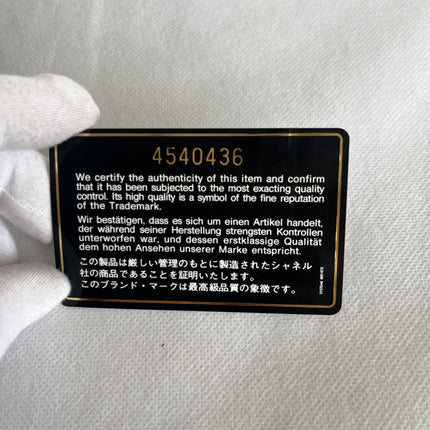 4540436
We certify the authenticity of this item and confirm
that it has been subjected to the most exacting quality
control. Its high quality is a symbol of the fine reputation
of the Trademark.
Wir bestätigen, dass es sich um einen Artikel handelt,
der während seiner Herstellung strengsten Kontrollen
unterworfen war, und dessen erstklassige Qualität
dem hohen Ansehen unserer Marke entspricht.
この製品は厳しい管理のもとに製造されたシャネル
社の商品であることを証明いたします。
このブランド・マークは最高級品質の象徴です。